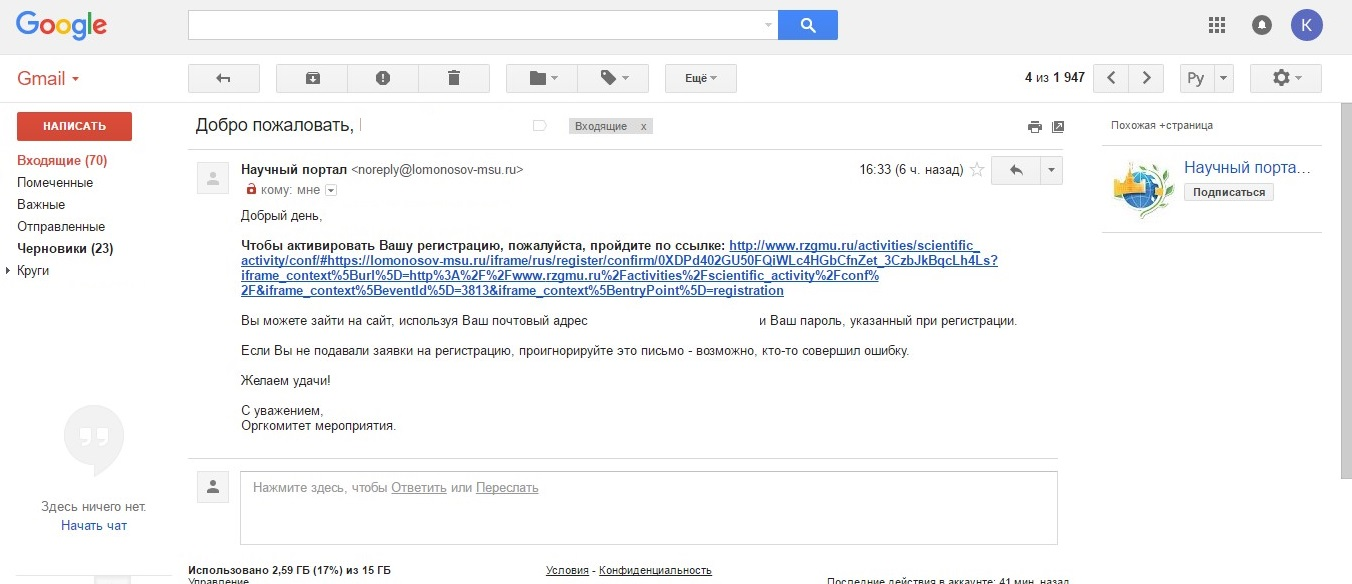 Google
K
Gmail
Ещё
4 из 1 947
Ру
НАПИСАТЬ
Входящие (70)
Помеченные
Важные
Отправленные
Черновики (23)
Круги
Здесь ничего нет.
Начать чат
Добро пожаловать,
Входящие x
Научный портал <noreply@lomonosov-msu.ru>
16:33 (6 ч. назад)
кому: мне
Добрый день,
Чтобы активировать Вашу регистрацию, пожалуйста, пройдите по ссылке: http://www.rzgmu.ru/activities/scientific_
activity/conf/#https://lomonosov-msu.ru/iframe/rus/register/confirm/0XDPd402GU50FQiWLc4HGbCfnZet_3CzbJkBqcLh4Ls?
iframe_context%5Burl%5D=http%3A%2F%2Fwww.rzgmu.ru%2Factivities%2Fscientific_activity%2Fconf%
2F&iframe_context%5BeventId%5D=3813&iframe_context%5BentryPoint%5D=registration
Вы можете зайти на сайт, используя Ваш почтовый адрес и Ваш пароль, указанный при регистрации.
Если Вы не подавали заявки на регистрацию, проигнорируйте это письмо - возможно, кто-то совершил ошибку.
Желаем удачи!
С уважением,
Оргкомитет мероприятия.
Нажмите здесь, чтобы Ответить или Переслать
Использовано 2,59 ГБ (17%) из 15 ГБ
Управление
Условия - Конфиденциальность
Последние действия в аккаунте: 41 мин. назад
Похожая +страница
Научный порта...
Подписаться